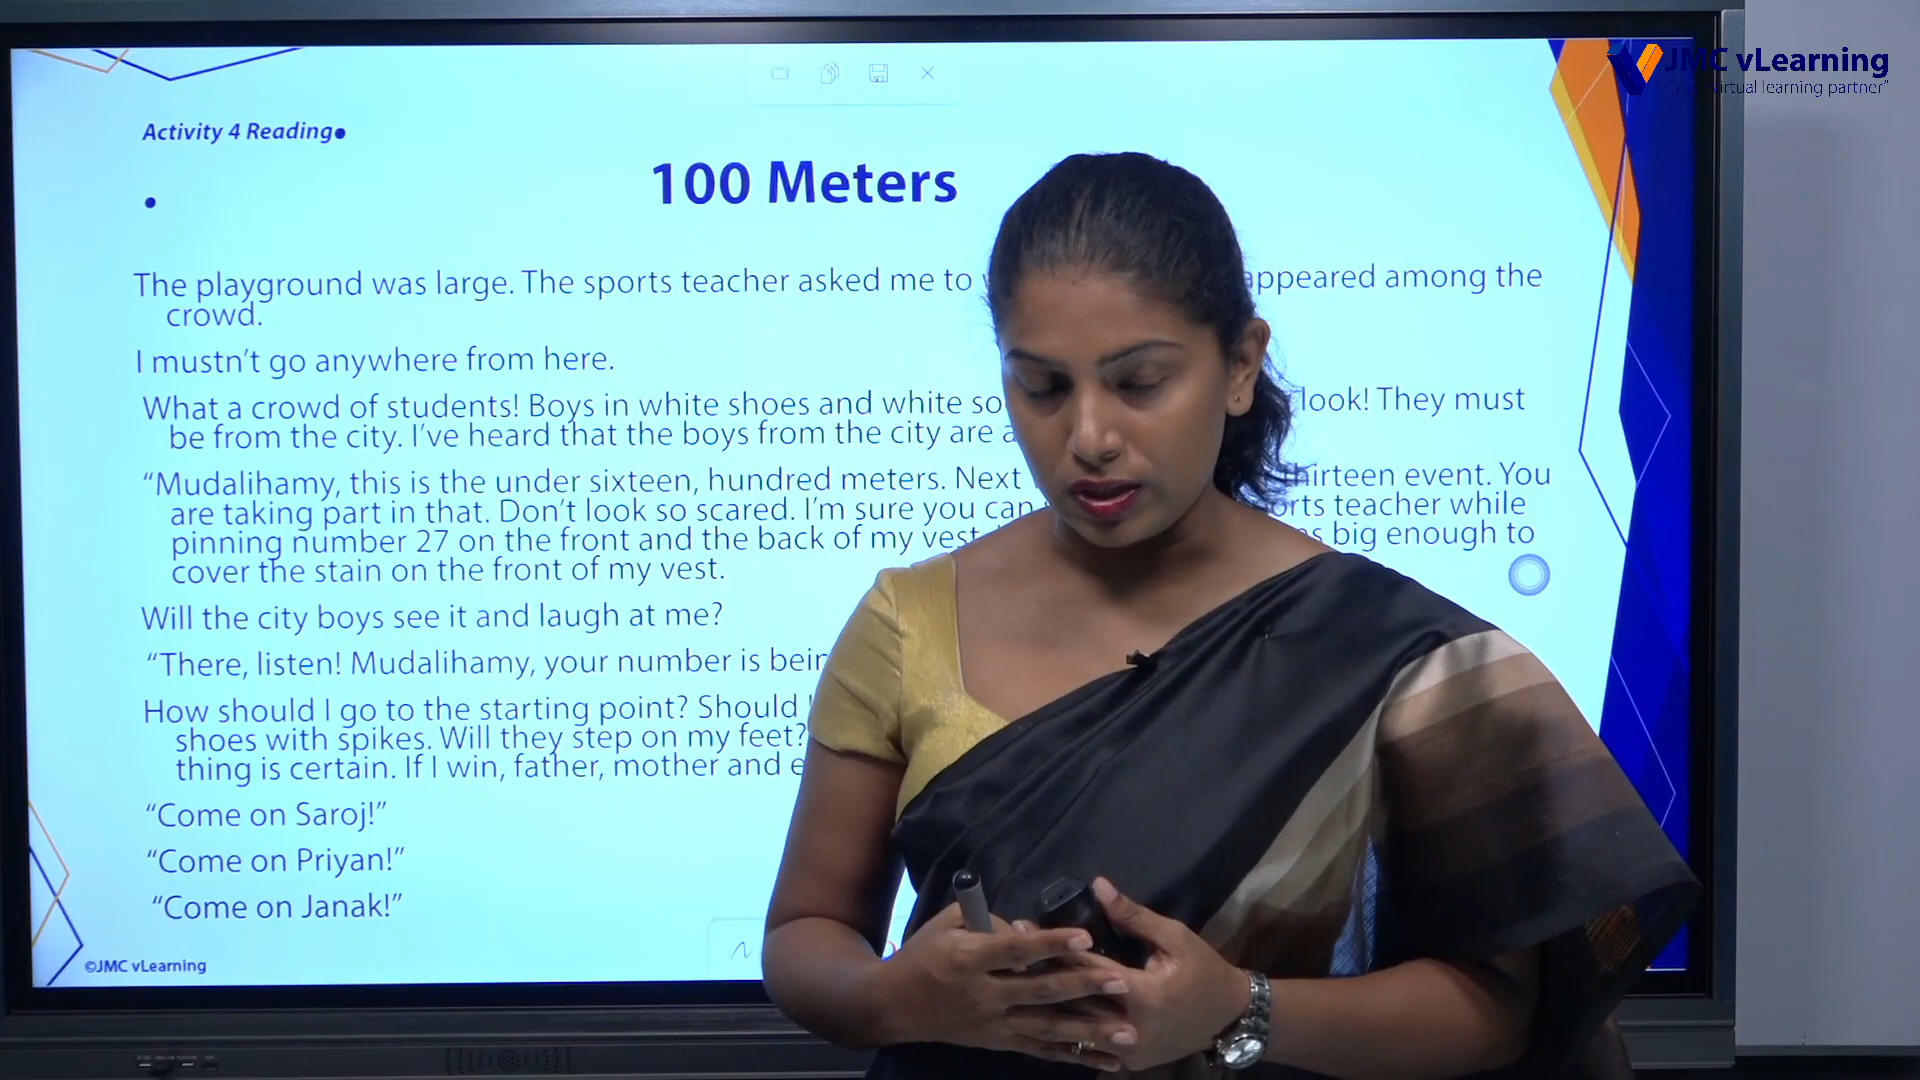 JMC vLearning
"your virtual learning partner"
Activity 4 Reading•
•
100 Meters
The playground was large. The sports teacher asked me to appeared among the
crowd.
I mustn't go anywhere from here.
What a crowd of students! Boys in white shoes and white look! They must
be from the city. I've heard that the boys from the city are
"Mudalihamy, this is the under sixteen, hundred meters. Next thirteen event. You
are taking part in that. Don't look so scared. I'm sure you can teacher while
pinning number 27 on the front and the back of my vest big enough to
cover the stain on the front of my vest.
Will the city boys see it and laugh at me?
"There, listen! Mudalihamy, your number is
How should I go to the starting point? Should
shoes with spikes. Will they step on my feet?
thing is certain. If I win, father, mother and
"Come on Saroj!"
"Come on Priyan!"
"Come on Janak!"
©JMC vLearning